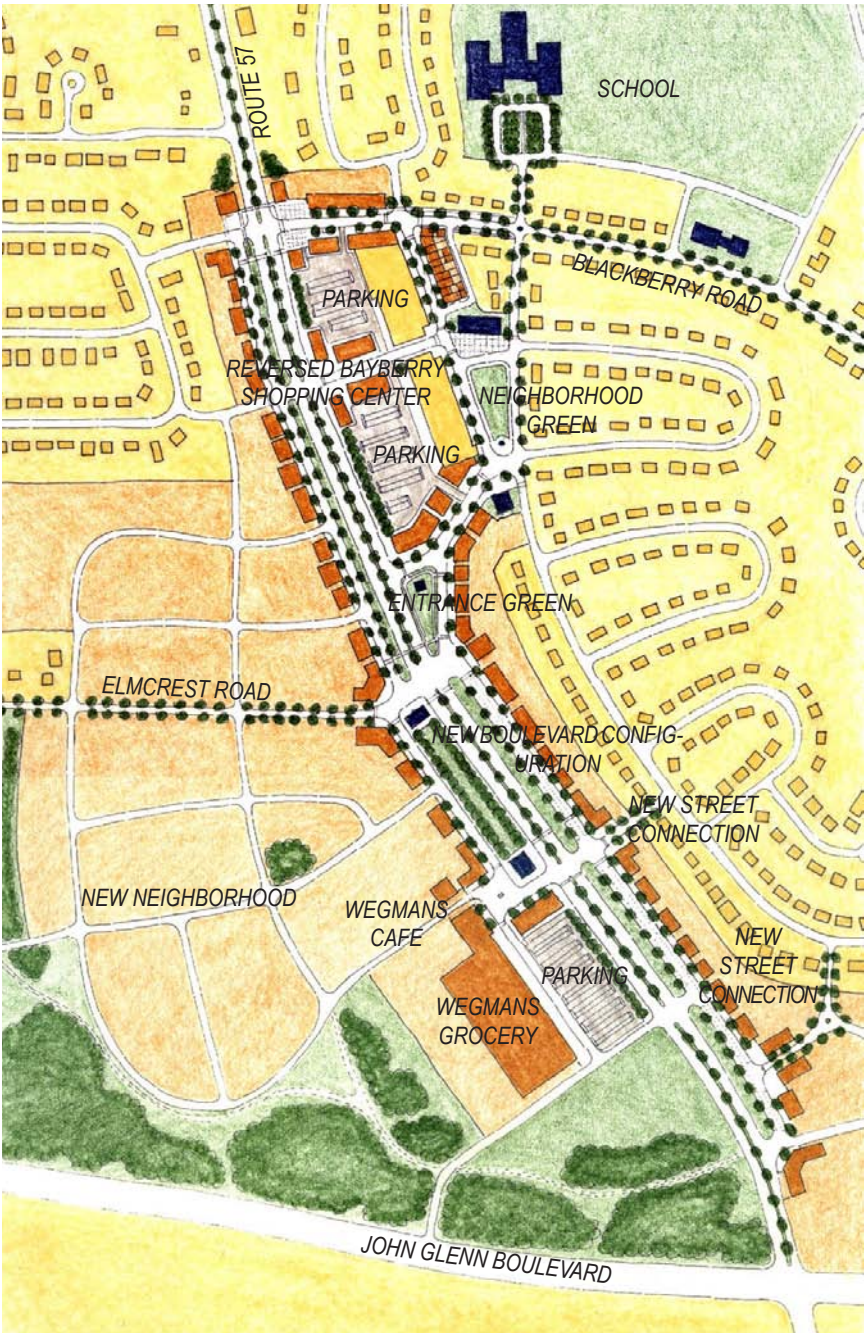 ROUTE 57
SCHOOL
BLACKBERRY ROAD
PARKING
REVERSED BAYBERRY
SHOPPING CENTER
NEIGHBORHOOD
GREEN
PARKING
ENTRANCE GREEN
ELMCREST ROAD
NEW BOULEVARD CONFIG-
URATION
NEW STREET
CONNECTION
NEW NEIGHBORHOOD
WEGMANS
CAFE
NEW
STREET
CONNECTION
PARKING
WEGMANS
GROCERY
JOHN GLENN BOULEVARD